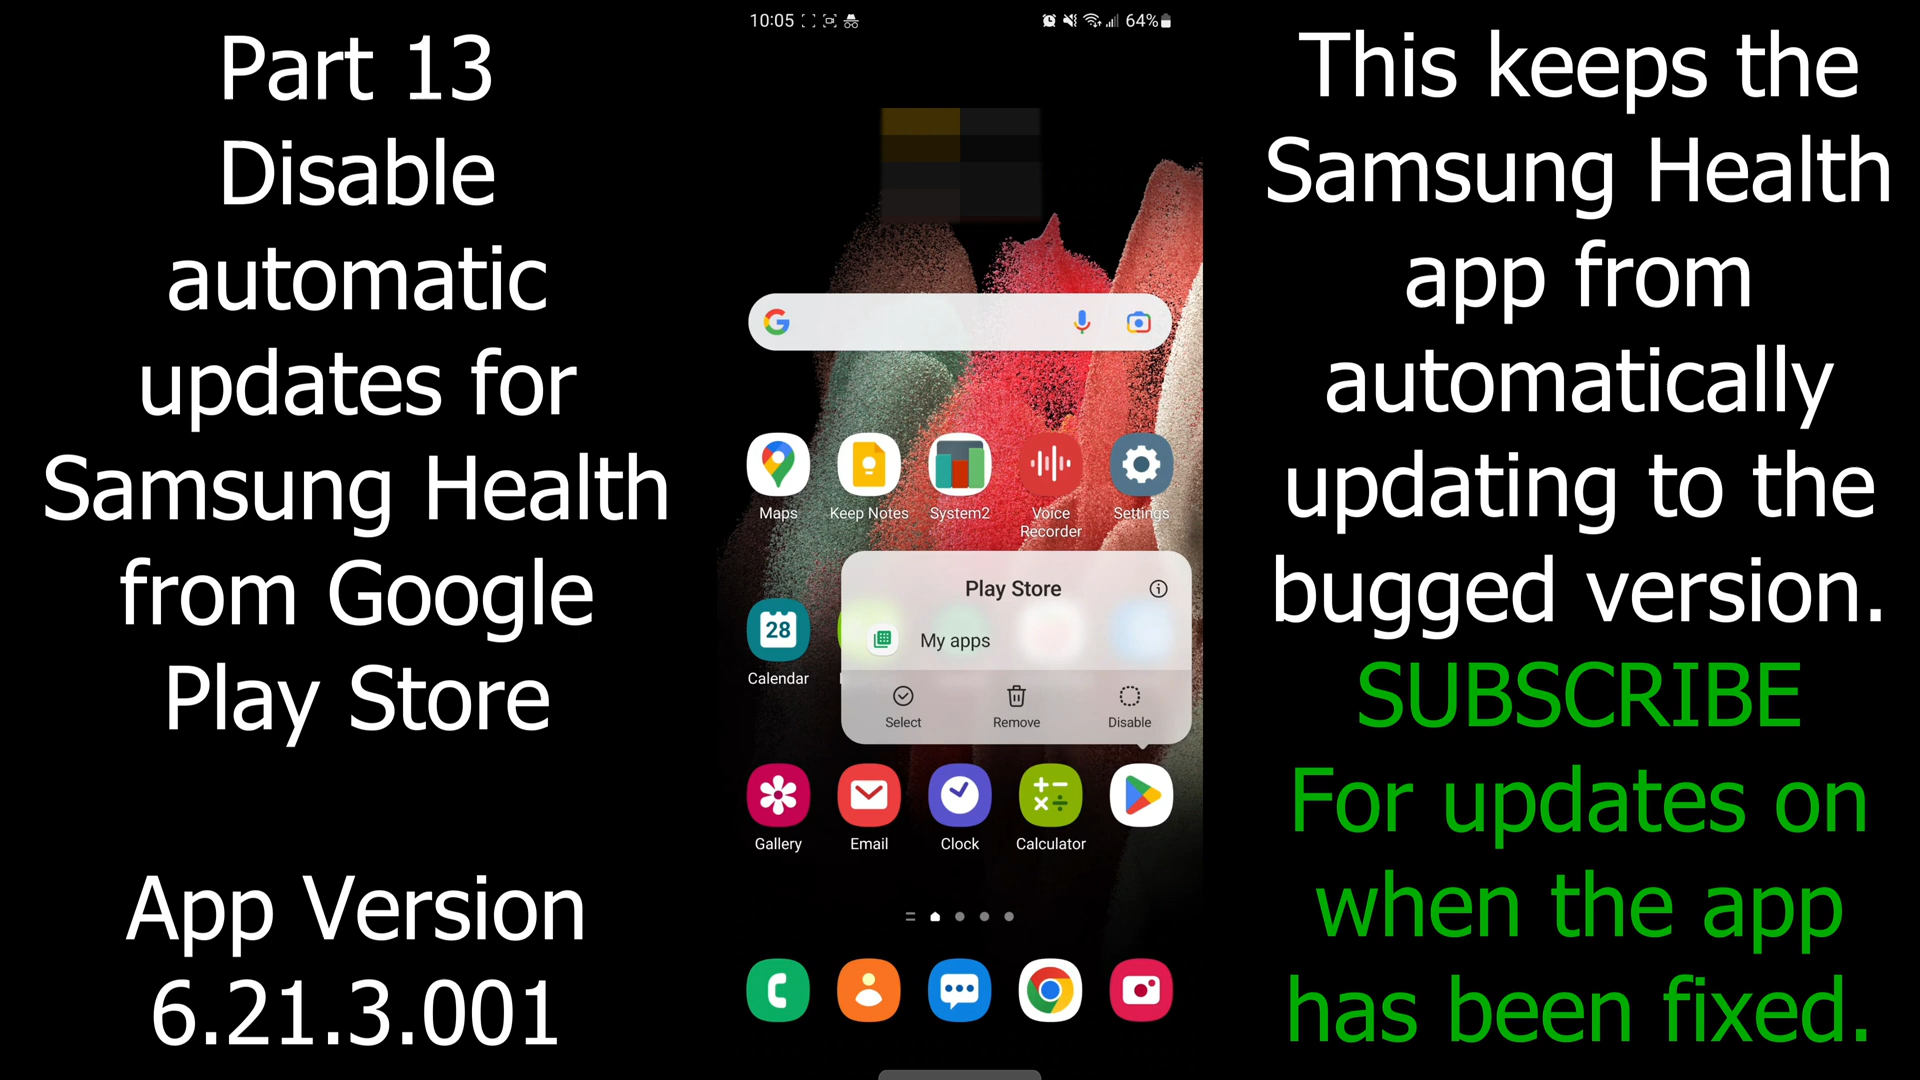 Part 13
Disable
automatic
updates for
Samsung Health
from Google
Play Store
App Version
6.21.3.001
10:05
64%
Maps
Keep Notes
System2
Voice
Recorder
Settings
Play Store
My apps
28
Calendar
Select
Remove
Disable
Gallery
Email
Clock
Calculator
This keeps the
Samsung Health
app from
automatically
updating to the
bugged version.
SUBSCRIBE
For updates on
when the app
has been fixed.